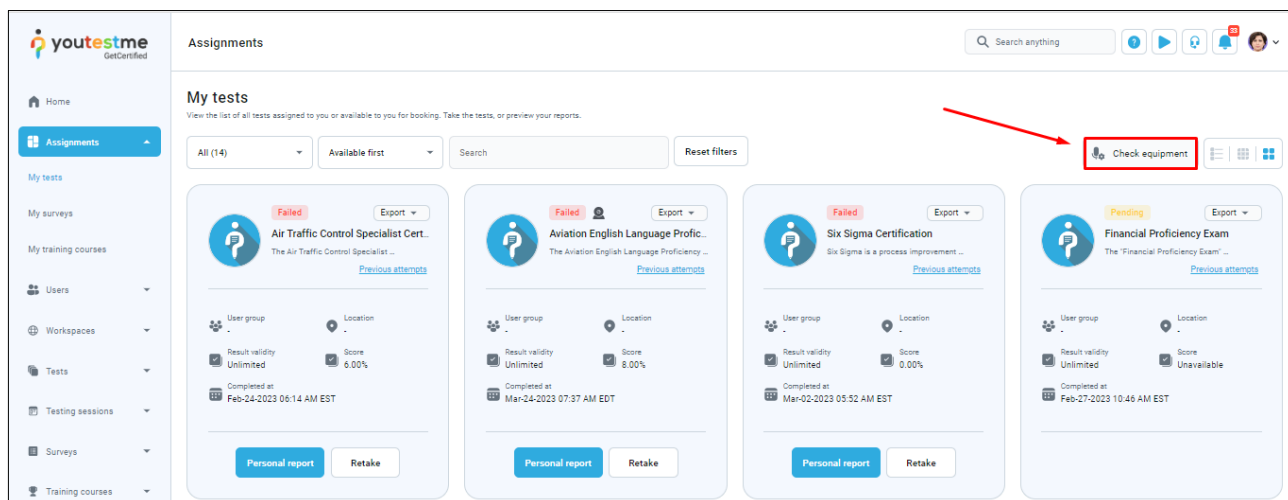 youtestme
GetCertified
Assignments
Search anything
?
33
Home
Assignments
My tests
My surveys
My training courses
Users
Workspaces
Tests
Testing sessions
Surveys
Training courses
My tests
View the list of all tests assigned to you or available to you for booking. Take the tests, or preview your reports.
All (14)
Available first
Search
Reset filters
Check equipment
Failed
Export
Air Traffic Control Specialist Cert..
The Air Traffic Control Specialist ...
Previous attempts
User group
-
Location
-
Result validity
Unlimited
Score
6.00%
Completed at
Feb-24-2023 06:14 AM EST
Personal report
Retake
Failed
Export
Aviation English Language Profic..
The Aviation English Language Proficiency ...
Previous attempts
User group
-
Location
-
Result validity
Unlimited
Score
8.00%
Completed at
Mar-24-2023 07:37 AM EDT
Personal report
Retake
Failed
Export
Six Sigma Certification
Six Sigma is a process improvement ...
Previous attempts
User group
-
Location
-
Result validity
Unlimited
Score
0.00%
Completed at
Mar-02-2023 05:52 AM EST
Personal report
Retake
Pending
Export
Financial Proficiency Exam
The "Financial Proficiency Exam" ...
Previous attempts
User group
-
Location
-
Result validity
Unlimited
Score
Unavailable
Completed at
Feb-27-2023 10:46 AM EST